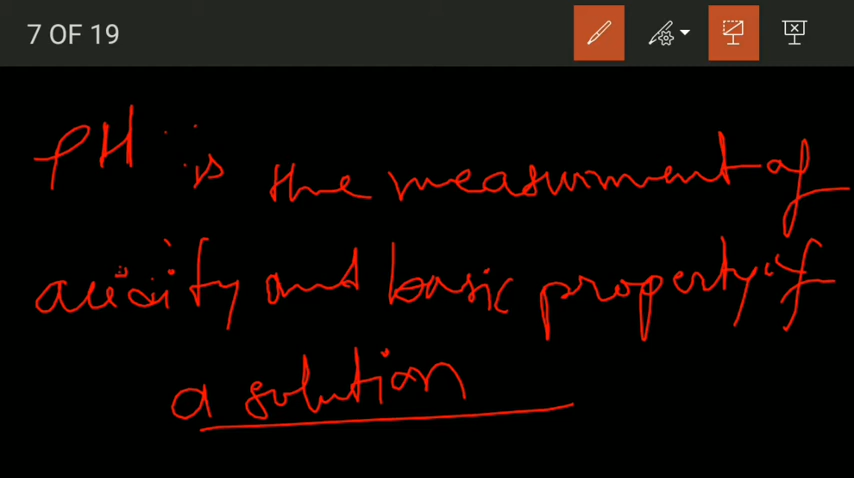 7 OF 19
PH is the measurment of
acidity and basic property of
a solution